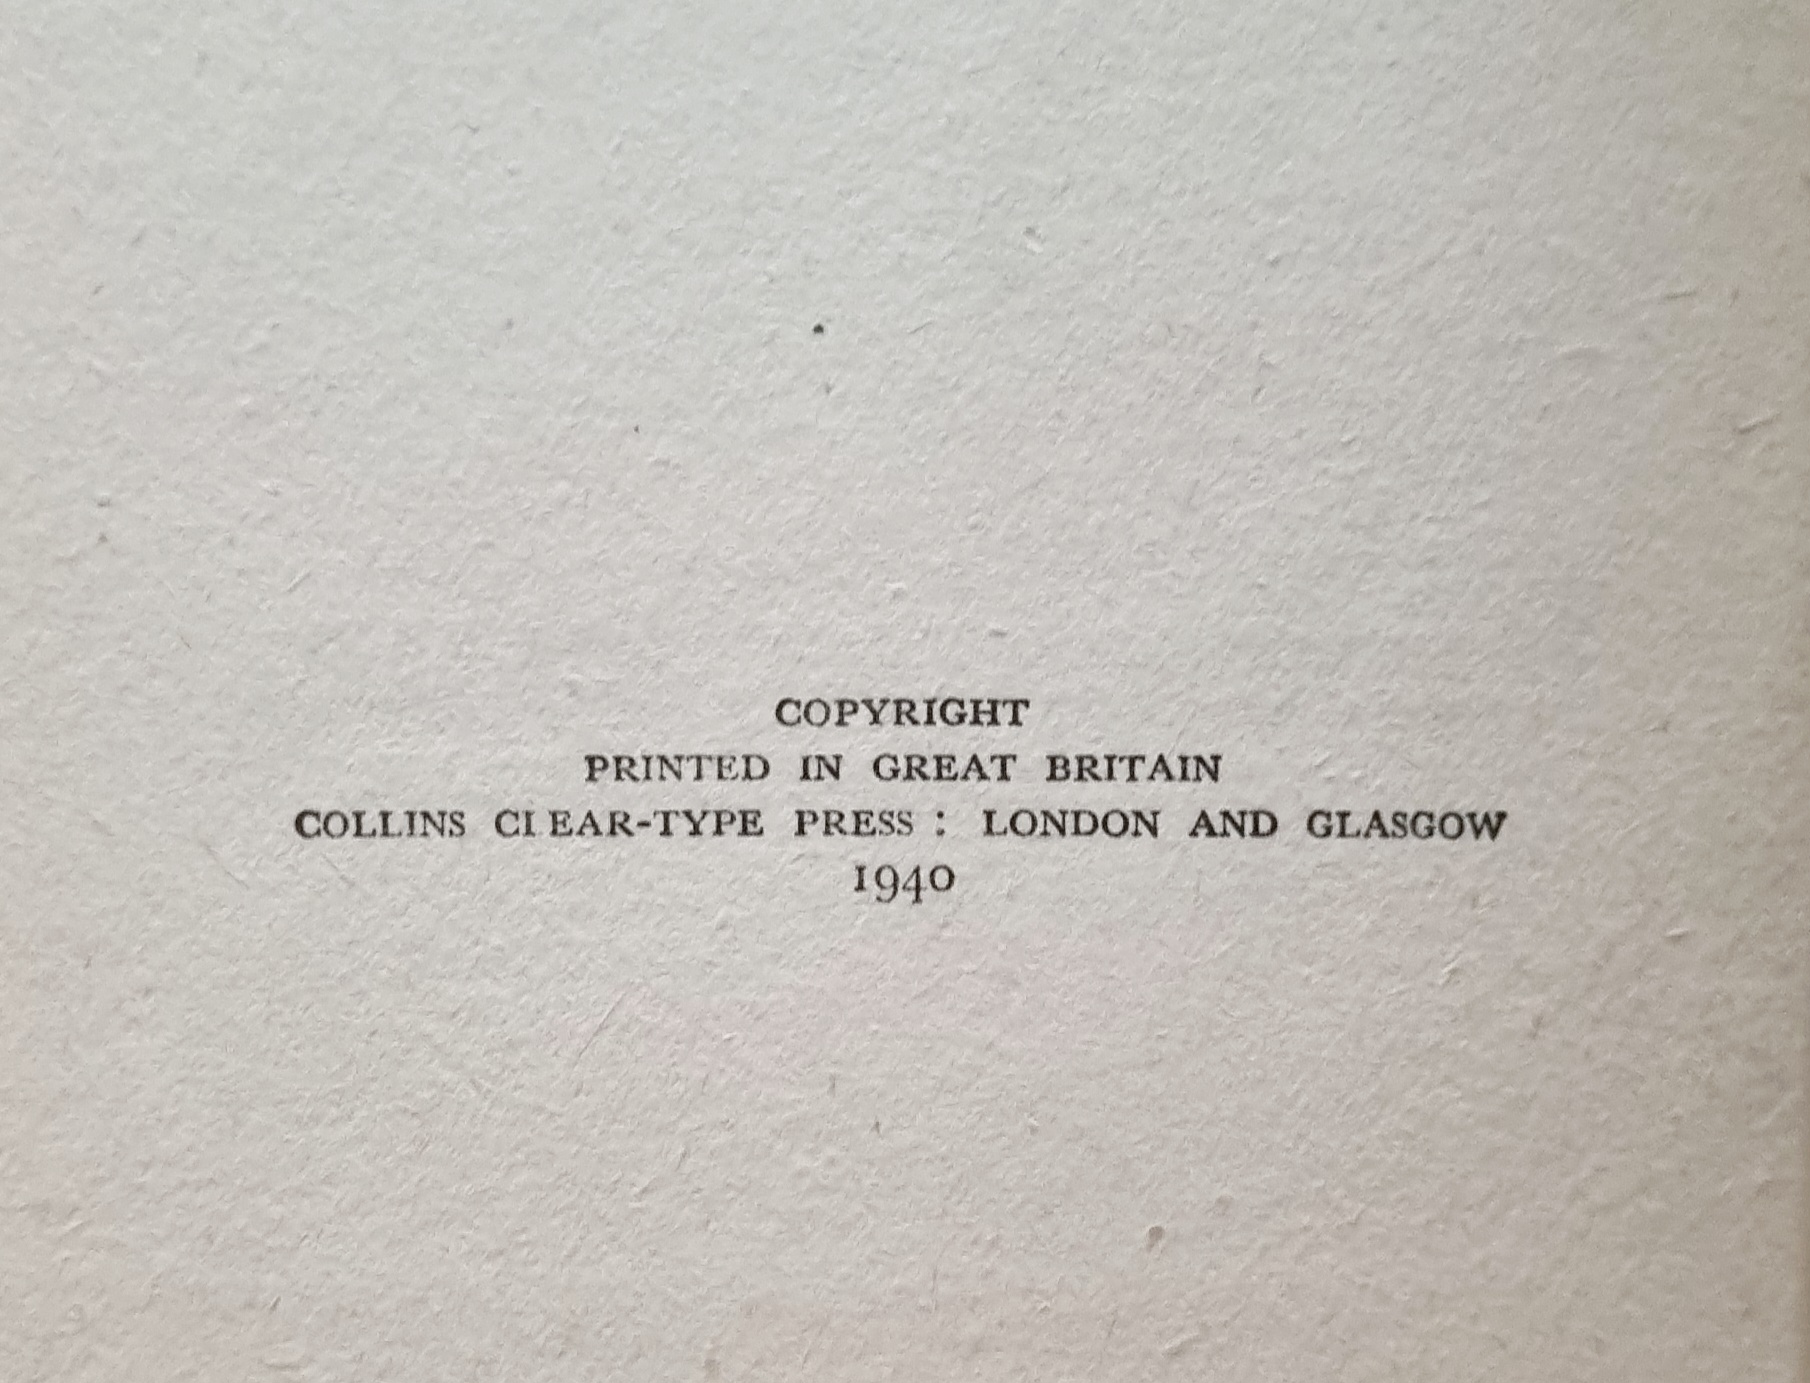 COPYRIGHT
PRINTED IN GREAT BRITAIN
COLLINS CLEAR-TYPE PRESS : LONDON AND GLASGOW
1940